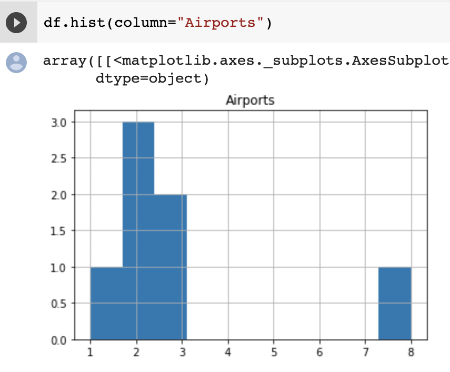 df.hist(column="Airports")
array([[<matplotlib.axes._subplots.AxesSubplot
dtype=object)
Airports
3.0
2.5
2.0
1.5
1.0
0.5
0.0
1 2 3 4 5 6 7 8